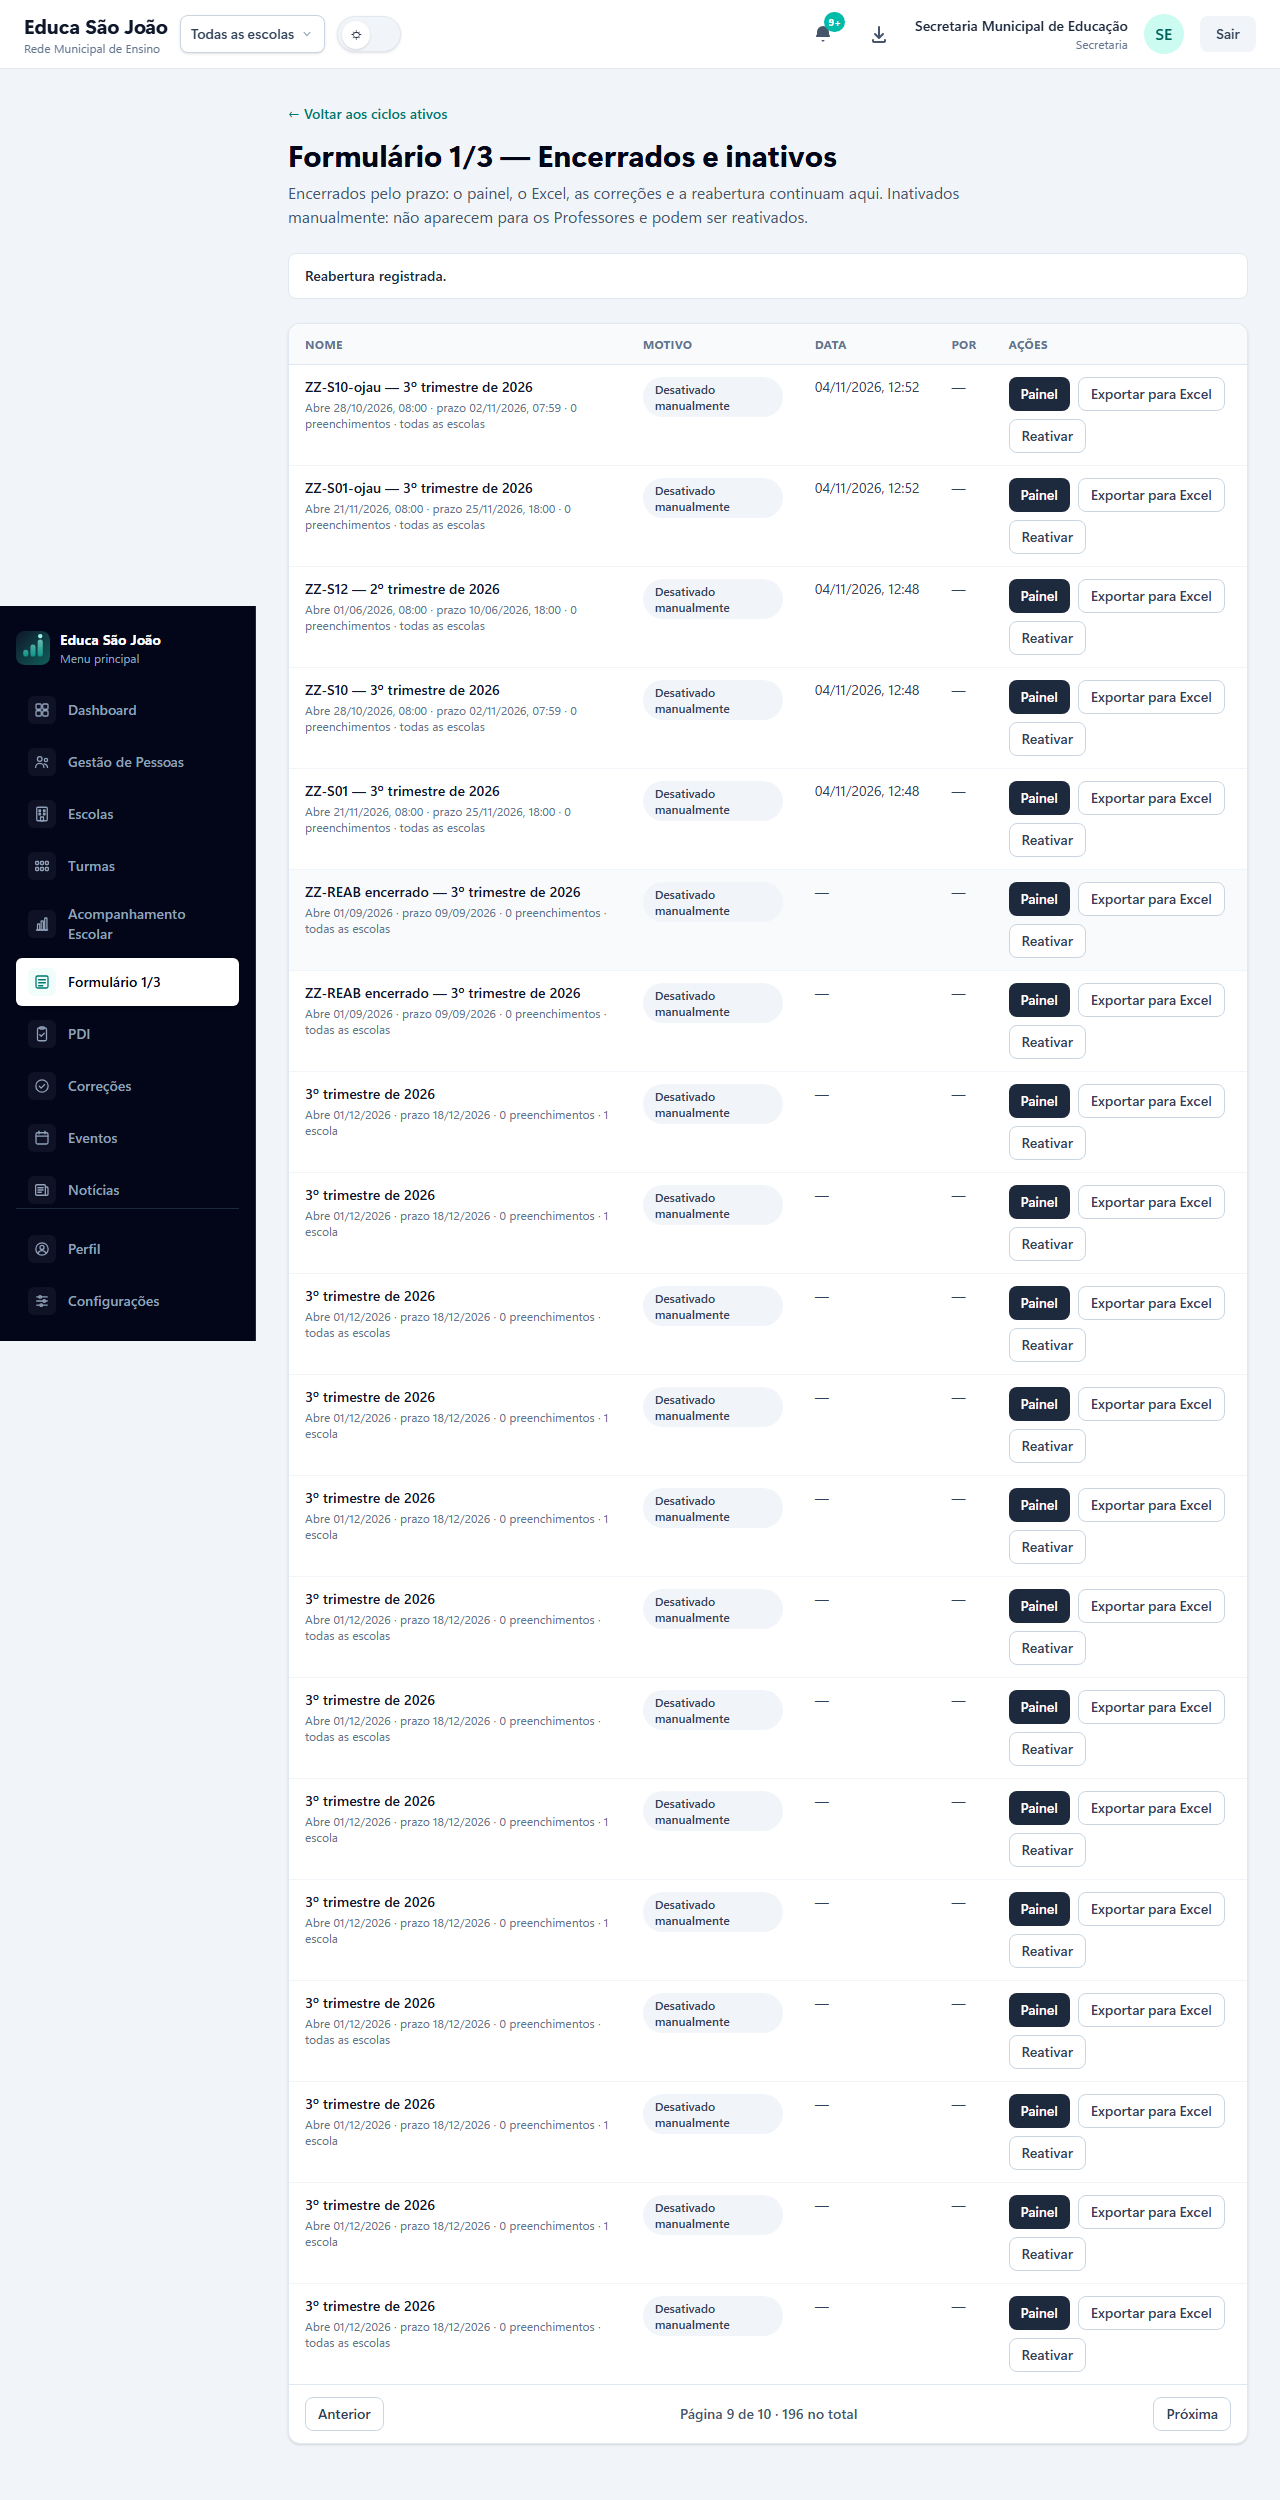 Educa São João
Rede Municipal de Ensino
Todas as escolas
9+
Secretaria Municipal de Educação
Secretaria
SE
Sair
← Voltar aos ciclos ativos
Formulário 1/3 — Encerrados e inativos
Encerrados pelo prazo: o painel, o Excel, as correções e a reabertura continuam aqui. Inativados
manualmente: não aparecem para os Professores e podem ser reativados.
Reabertura registrada.
NOME MOTIVO DATA POR AÇÕES
ZZ-S10-ojau — 3º trimestre de 2026
Abre 28/10/2026, 08:00 · prazo 02/11/2026, 07:59 · 0
preenchimentos · todas as escolas
Desativado
manualmente
04/11/2026, 12:52
—
Painel
Exportar para Excel
Reativar
ZZ-S01-ojau — 3º trimestre de 2026
Abre 21/11/2026, 08:00 · prazo 25/11/2026, 18:00 · 0
preenchimentos · todas as escolas
Desativado
manualmente
04/11/2026, 12:52
—
Painel
Exportar para Excel
Reativar
ZZ-S12 — 2º trimestre de 2026
Abre 01/06/2026, 08:00 · prazo 10/06/2026, 18:00 · 0
preenchimentos · todas as escolas
Desativado
manualmente
04/11/2026, 12:48
—
Painel
Exportar para Excel
Reativar
ZZ-S10 — 3º trimestre de 2026
Abre 28/10/2026, 08:00 · prazo 02/11/2026, 07:59 · 0
preenchimentos · todas as escolas
Desativado
manualmente
04/11/2026, 12:48
—
Painel
Exportar para Excel
Reativar
ZZ-S01 — 3º trimestre de 2026
Abre 21/11/2026, 08:00 · prazo 25/11/2026, 18:00 · 0
preenchimentos · todas as escolas
Desativado
manualmente
04/11/2026, 12:48
—
Painel
Exportar para Excel
Reativar
ZZ-REAB encerrado — 3º trimestre de 2026
Abre 01/09/2026 · prazo 09/09/2026 · 0 preenchimentos ·
todas as escolas
Desativado
manualmente
—
—
Painel
Exportar para Excel
Reativar
ZZ-REAB encerrado — 3º trimestre de 2026
Abre 01/09/2026 · prazo 09/09/2026 · 0 preenchimentos ·
todas as escolas
Desativado
manualmente
—
—
Painel
Exportar para Excel
Reativar
3º trimestre de 2026
Abre 01/12/2026 · prazo 18/12/2026 · 0 preenchimentos · 1
escola
Desativado
manualmente
—
—
Painel
Exportar para Excel
Reativar
3º trimestre de 2026
Abre 01/12/2026 · prazo 18/12/2026 · 0 preenchimentos · 1
escola
Desativado
manualmente
—
—
Painel
Exportar para Excel
Reativar
3º trimestre de 2026
Abre 01/12/2026 · prazo 18/12/2026 · 0 preenchimentos ·
todas as escolas
Desativado
manualmente
—
—
Painel
Exportar para Excel
Reativar
3º trimestre de 2026
Abre 01/12/2026 · prazo 18/12/2026 · 0 preenchimentos · 1
escola
Desativado
manualmente
—
—
Painel
Exportar para Excel
Reativar
3º trimestre de 2026
Abre 01/12/2026 · prazo 18/12/2026 · 0 preenchimentos · 1
escola
Desativado
manualmente
—
—
Painel
Exportar para Excel
Reativar
3º trimestre de 2026
Abre 01/12/2026 · prazo 18/12/2026 · 0 preenchimentos ·
todas as escolas
Desativado
manualmente
—
—
Painel
Exportar para Excel
Reativar
3º trimestre de 2026
Abre 01/12/2026 · prazo 18/12/2026 · 0 preenchimentos ·
todas as escolas
Desativado
manualmente
—
—
Painel
Exportar para Excel
Reativar
3º trimestre de 2026
Abre 01/12/2026 · prazo 18/12/2026 · 0 preenchimentos · 1
escola
Desativado
manualmente
—
—
Painel
Exportar para Excel
Reativar
3º trimestre de 2026
Abre 01/12/2026 · prazo 18/12/2026 · 0 preenchimentos · 1
escola
Desativado
manualmente
—
—
Painel
Exportar para Excel
Reativar
3º trimestre de 2026
Abre 01/12/2026 · prazo 18/12/2026 · 0 preenchimentos ·
todas as escolas
Desativado
manualmente
—
—
Painel
Exportar para Excel
Reativar
3º trimestre de 2026
Abre 01/12/2026 · prazo 18/12/2026 · 0 preenchimentos · 1
escola
Desativado
manualmente
—
—
Painel
Exportar para Excel
Reativar
3º trimestre de 2026
Abre 01/12/2026 · prazo 18/12/2026 · 0 preenchimentos · 1
escola
Desativado
manualmente
—
—
Painel
Exportar para Excel
Reativar
3º trimestre de 2026
Abre 01/12/2026 · prazo 18/12/2026 · 0 preenchimentos ·
todas as escolas
Desativado
manualmente
—
—
Painel
Exportar para Excel
Reativar
Anterior
Página 9 de 10 · 196 no total
Próxima
Educa São João
Menu principal
Dashboard
Gestão de Pessoas
Escolas
Turmas
Acompanhamento
Escolar
Formulário 1/3
PDI
Correções
Eventos
Notícias
Perfil
Configurações